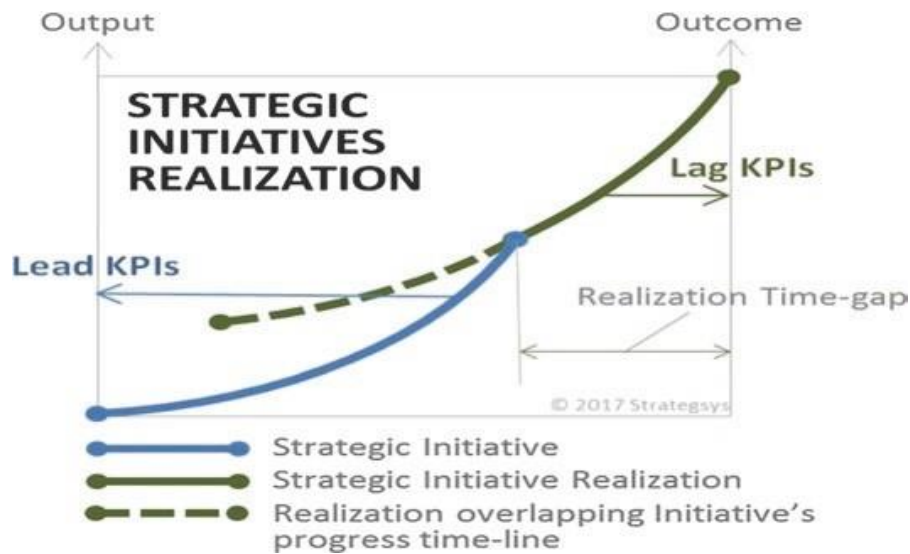 Output
Outcome
STRATEGIC
INITIATIVES
REALIZATION
Lag KPIs
Lead KPIs
Realization Time-gap
© 2017 Strategsys
Strategic Initiative
Strategic Initiative Realization
Realization overlapping Initiative's
progress time-line